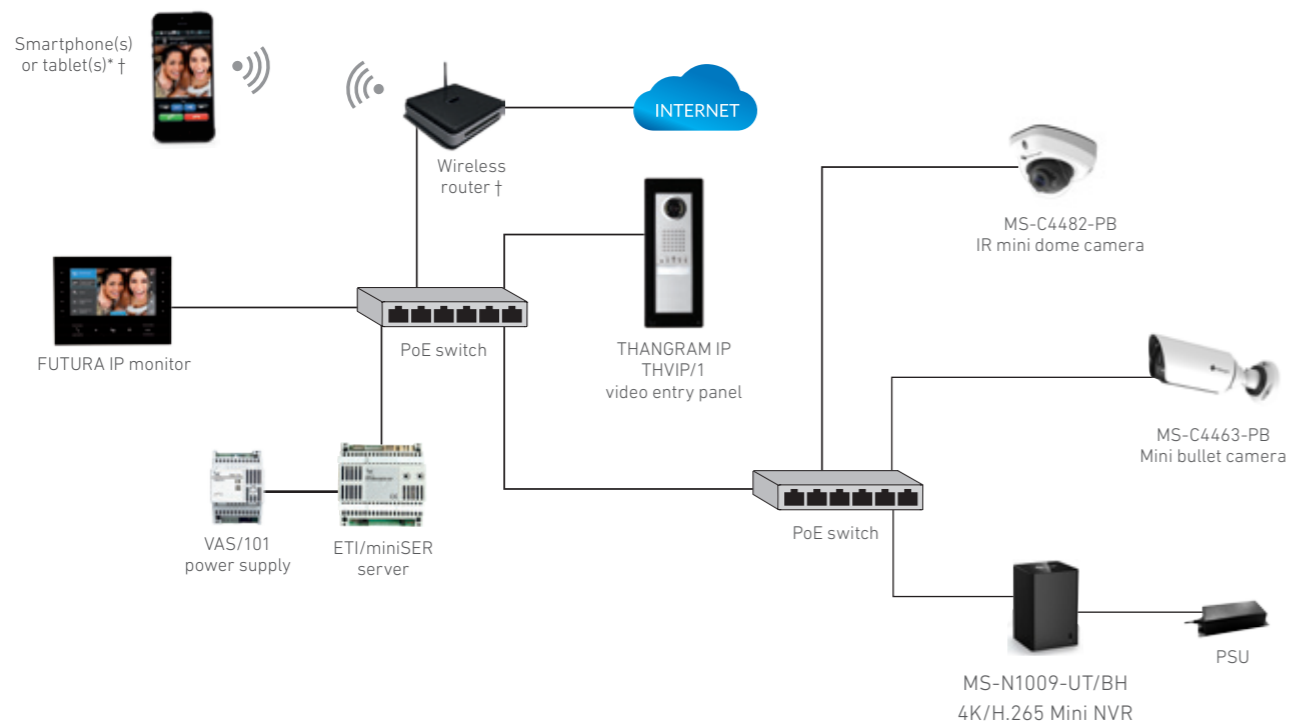 Smartphone(s)
or tablet(s)* †
INTERNET
Wireless
router †
MS-C4482-PB
IR mini dome camera
FUTURA IP monitor
PoE switch
THANGRAM IP
THVIP/1
video entry panel
MS-C4463-PB
Mini bullet camera
VAS/101
power supply
ETI/miniSER
server
PoE switch
PSU
MS-N1009-UT/BH
4K/H.265 Mini NVR